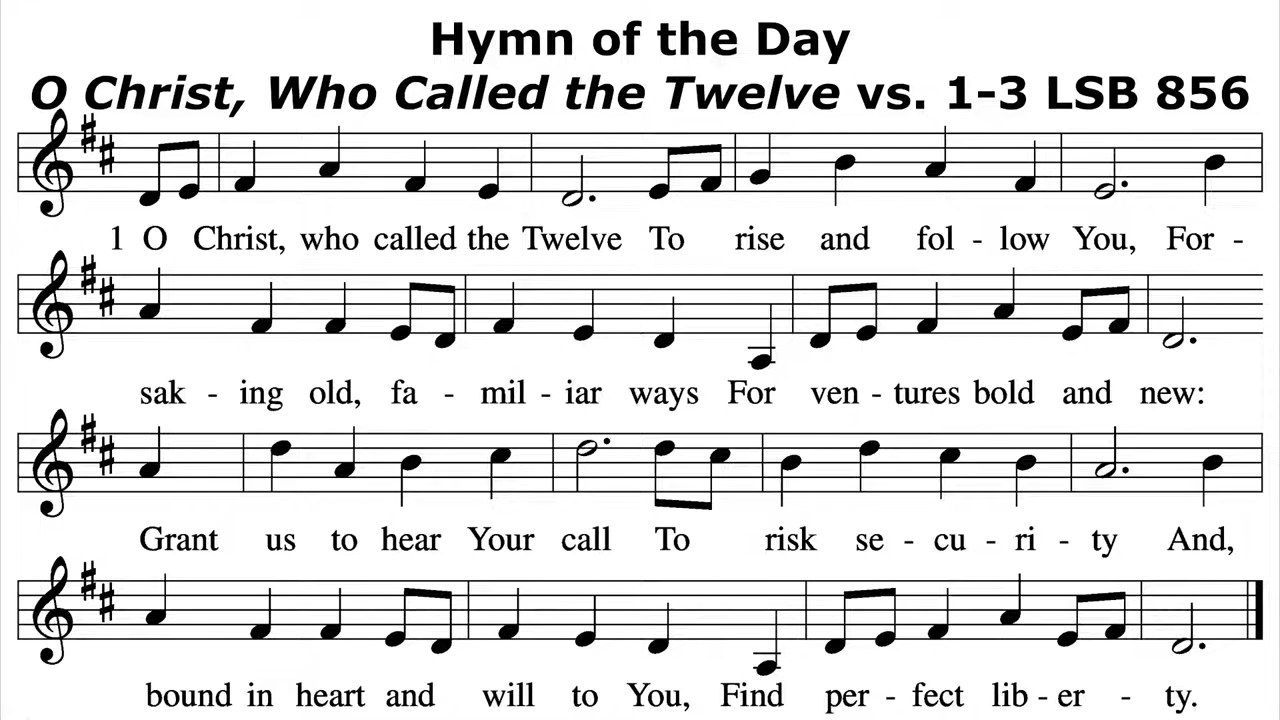 Hymn of the Day
O Christ, Who Called the Twelve vs. 1-3 LSB 856
1 O Christ, who called the Twelve To rise and fol - low You, For -
sak - ing old, fa - mil - iar ways For ven - tures bold and new:
Grant us to hear Your call To risk se - cu - ri - ty And,
bound in heart and will to You, Find per - fect lib - er - ty.